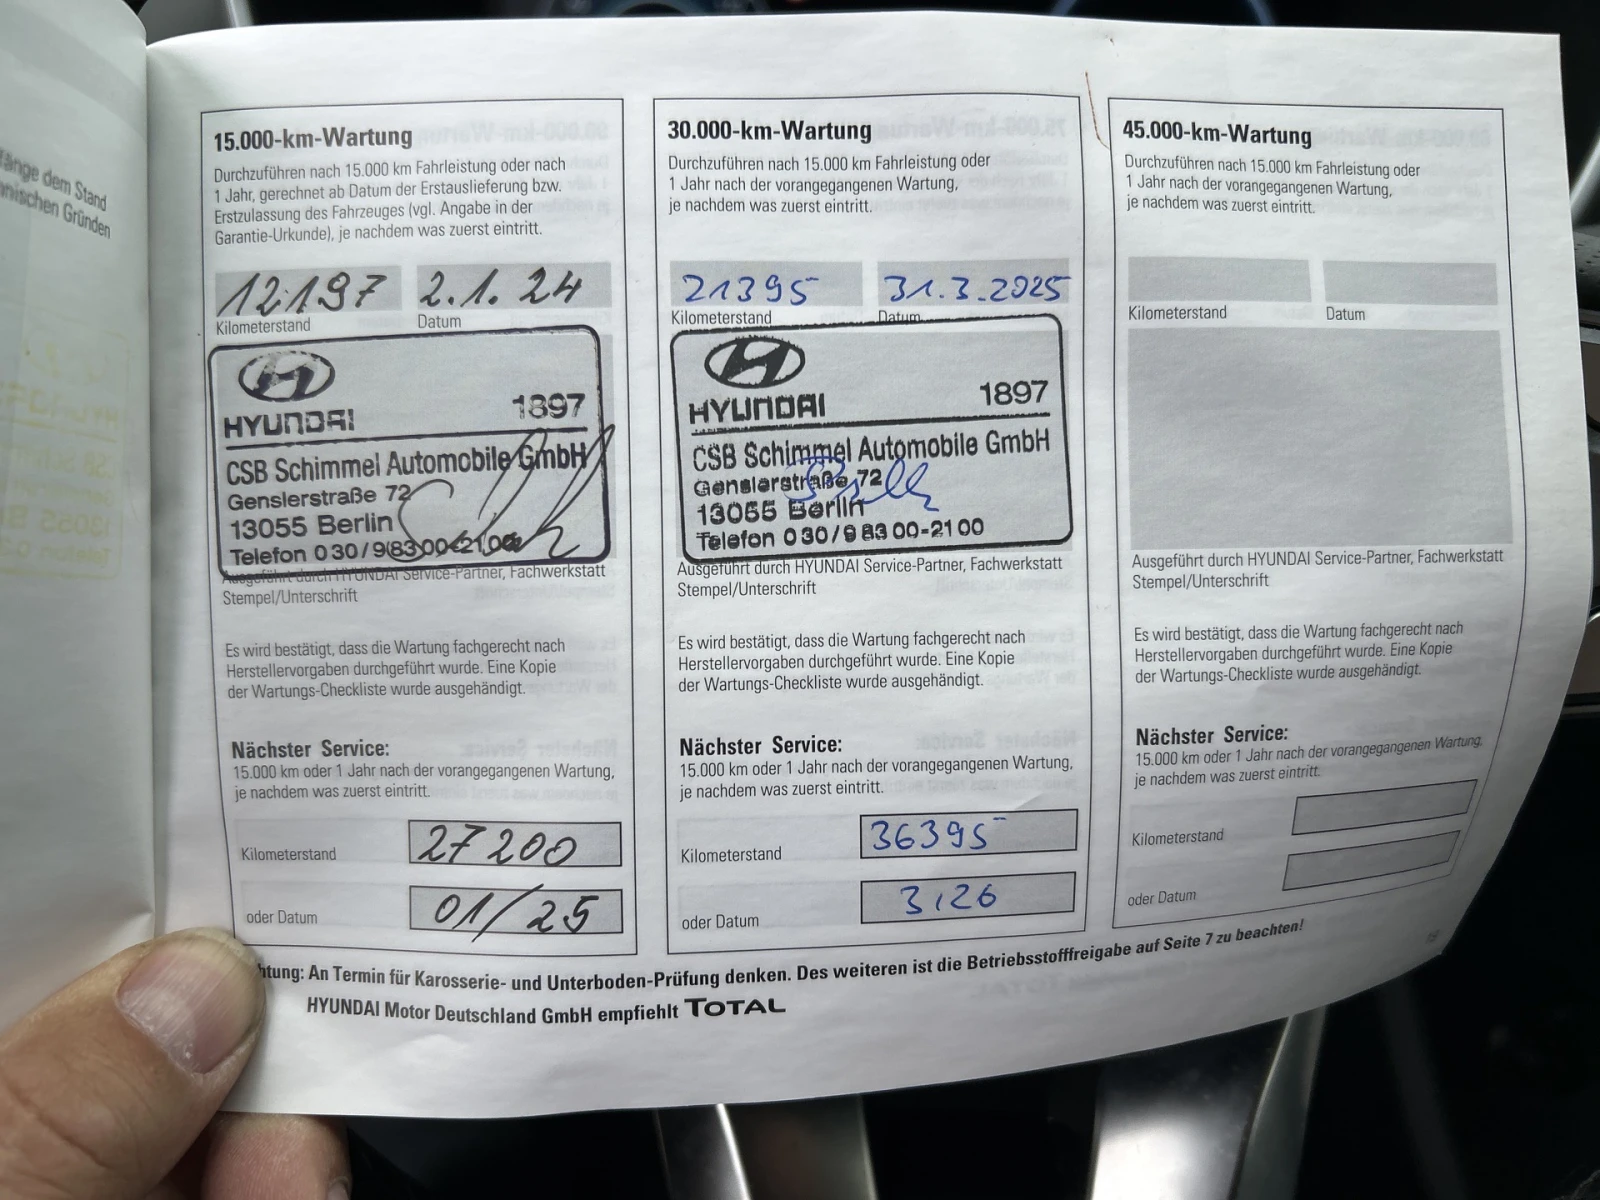 änge dem Stand
nischen Gründen
15.000-km-Wartung
Durchzuführen nach 15.000 km Fahrleistung oder nach
1 Jahr, gerechnet ab Datum der Erstauslieferung bzw.
Erstzulassung des Fahrzeuges (vgl. Angabe in der
Garantie-Urkunde), je nachdem was zuerst eintritt.
12.197 2.1.24
Kilometerstand Datum
HYUNDAI 1897
CSB Schimmel Automobile GmbH
Genslerstraße 72
13055 Berlin
Telefon 0 30/9 83 00-21 00
Ausgeführt durch HYUNDAI Service-Partner, Fachwerkstatt
Stempel/Unterschrift
Es wird bestätigt, dass die Wartung fachgerecht nach
Herstellervorgaben durchgeführt wurde. Eine Kopie
der Wartungs-Checkliste wurde ausgehändigt.
Nächster Service:
15.000 km oder 1 Jahr nach der vorangegangenen Wartung,
je nachdem was zuerst eintritt.
Kilometerstand 27200
oder Datum 01/25
30.000-km-Wartung
Durchzuführen nach 15.000 km Fahrleistung oder
1 Jahr nach der vorangegangenen Wartung,
je nachdem was zuerst eintritt.
21395 31.3.2025
Kilometerstand Datum
HYUNDAI 1897
CSB Schimmel Automobile GmbH
Genslerstraße 72
13055 Berlin
Telefon 0 30/9 83 00-21 00
Ausgeführt durch HYUNDAI Service-Partner, Fachwerkstatt
Stempel/Unterschrift
Es wird bestätigt, dass die Wartung fachgerecht nach
Herstellervorgaben durchgeführt wurde. Eine Kopie
der Wartungs-Checkliste wurde ausgehändigt.
Nächster Service:
15.000 km oder 1 Jahr nach der vorangegangenen Wartung,
je nachdem was zuerst eintritt.
Kilometerstand 36395
oder Datum 3.26
45.000-km-Wartung
Durchzuführen nach 15.000 km Fahrleistung oder
1 Jahr nach der vorangegangenen Wartung,
je nachdem was zuerst eintritt.
Kilometerstand Datum
Ausgeführt durch HYUNDAI Service-Partner, Fachwerkstatt
Stempel/Unterschrift
Es wird bestätigt, dass die Wartung fachgerecht nach
Herstellervorgaben durchgeführt wurde. Eine Kopie
der Wartungs-Checkliste wurde ausgehändigt.
Nächster Service:
15.000 km oder 1 Jahr nach der vorangegangenen Wartung,
je nachdem was zuerst eintritt.
Kilometerstand
oder Datum
htung: An Termin für Karosserie- und Unterboden-Prüfung denken. Des weiteren ist die Betriebsstofffreigabe auf Seite 7 zu beachten!
HYUNDAI Motor Deutschland GmbH empfiehlt TOTAL